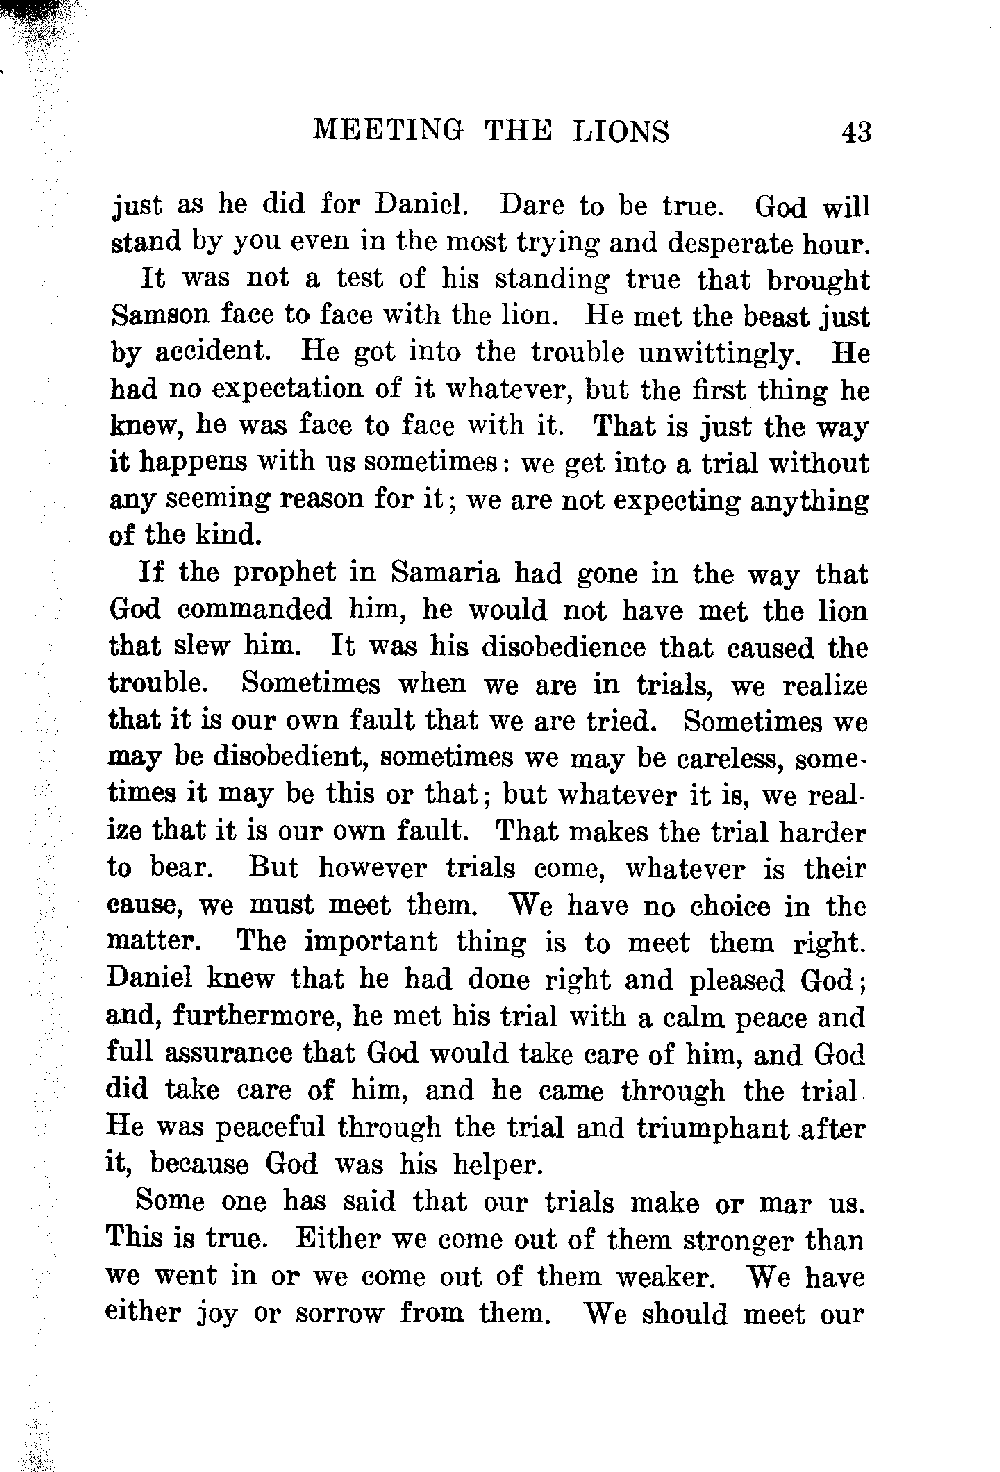 MEETING THE LIONS 43
just as he did for Daniel. Dare to be true. God will
stand by you even in the most trying and desperate hour.
It was not a test of his standing true that brought
Samson face to face with the lion. He met the beast just
by accident. He got into the trouble unwittingly. He
had no expectation of it whatever, but the first thing he
knew, he was face to face with it. That is just the way
it happens with us sometimes: we get into a trial without
any seeming reason for it; we are not expecting anything
of the kind.
If the prophet in Samaria had gone in the way that
God commanded him, he would not have met the lion
that slew him. It was his disobedience that caused the
trouble. Sometimes when we are in trials, we realize
that it is our own fault that we are tried. Sometimes we
may be disobedient, sometimes we may be careless, some-
times it may be this or that; but whatever it is, we real-
ize that it is our own fault. That makes the trial harder
to bear. But however trials come, whatever is their
cause, we must meet them. We have no choice in the
matter. The important thing is to meet them right.
Daniel knew that he had done right and pleased God;
and, furthermore, he met his trial with a calm peace and
full assurance that God would take care of him, and God
did take care of him, and he came through the trial.
He was peaceful through the trial and triumphant after
it, because God was his helper.
Some one has said that our trials make or mar us.
This is true. Either we come out of them stronger than
we went in or we come out of them weaker. We have
either joy or sorrow from them. We should meet our